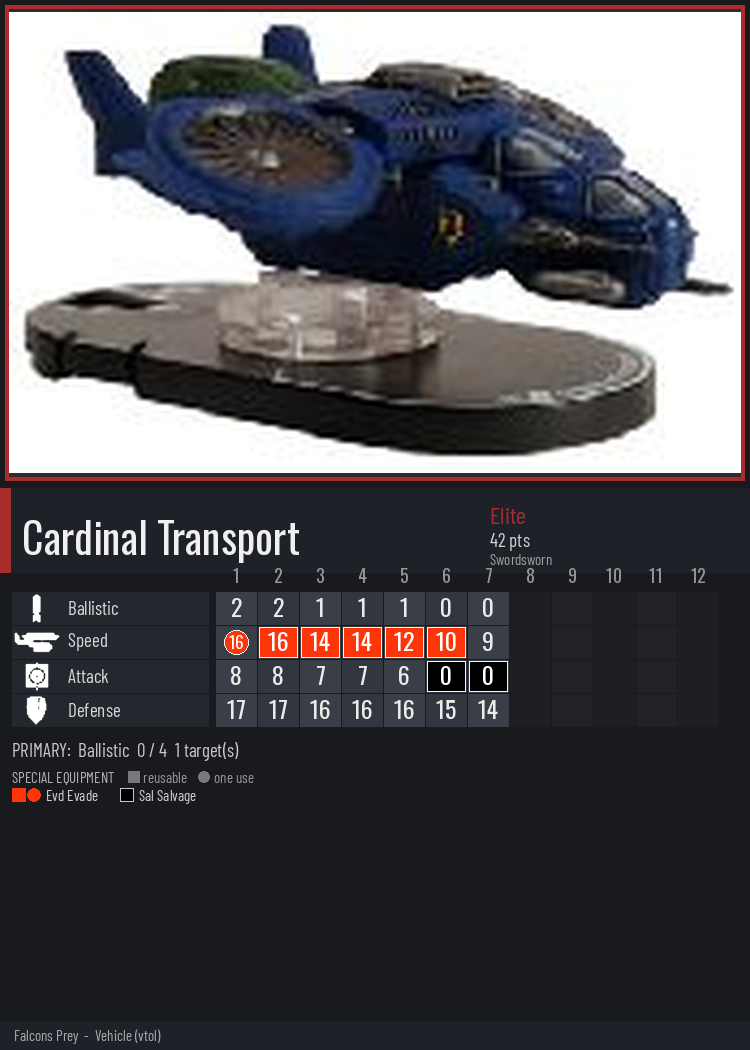 Cardinal Transport
Elite
42 pts
Swordsworn
1 2 3 4 5 6 7 8 9 10 11 12
Ballistic 2 2 1 1 1 0 0
Speed 16 16 14 14 12 10 9
Attack 8 8 7 7 6 0 0
Defense 17 17 16 16 16 15 14
PRIMARY: Ballistic 0 / 4 1 target(s)
SPECIAL EQUIPMENT reusable one use
Evd Evade Sal Salvage
Falcons Prey - Vehicle (vtol)